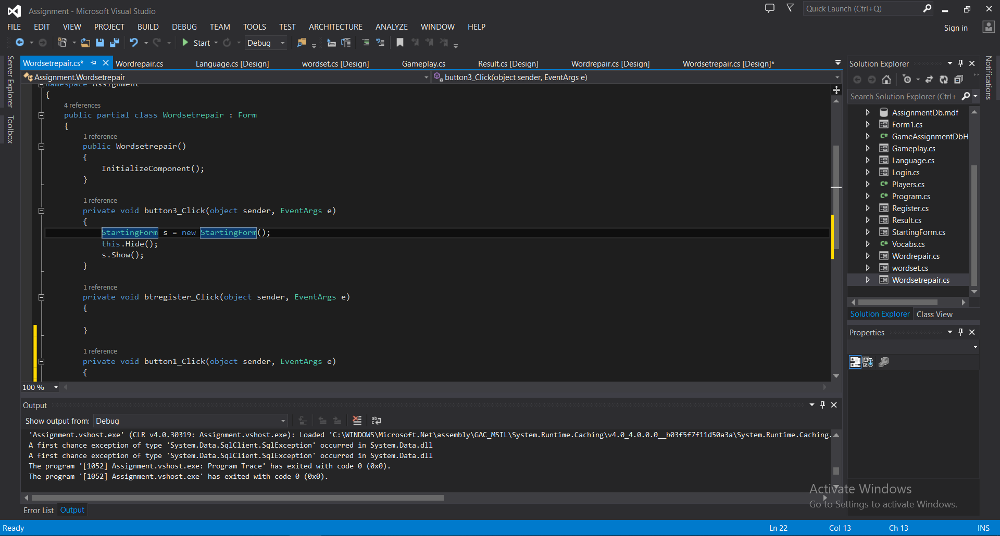 Assignment - Microsoft Visual Studio
Quick Launch (Ctrl+Q)
FILE EDIT VIEW PROJECT BUILD DEBUG TEAM TOOLS TEST ARCHITECTURE ANALYZE WINDOW HELP
Sign in
Start Debug
Server Explorer
Toolbox
Wordsetrepair.cs* Wordrepair.cs Language.cs [Design] wordset.cs [Design] Gameplay.cs Result.cs [Design] Wordrepair.cs [Design] Wordsetrepair.cs [Design]*
Assignment.Wordsetrepair button3_Click(object sender, EventArgs e)
namespace Assignment
{
4 references
public partial class Wordsetrepair : Form
{
1 reference
public Wordsetrepair()
{
InitializeComponent();
}
1 reference
private void button3_Click(object sender, EventArgs e)
{
StartingForm s = new StartingForm();
this.Hide();
s.Show();
}
1 reference
private void btregister_Click(object sender, EventArgs e)
{
}
1 reference
private void button1_Click(object sender, EventArgs e)
{
100 %
Output
Show output from: Debug
'Assignment.vshost.exe' (CLR v4.0.30319: Assignment.vshost.exe): Loaded 'C:\WINDOWS\Microsoft.Net\assembly\GAC_MSIL\System.Runtime.Caching\v4.0_4.0.0.0__b03f5f7f11d50a3a\System.Runtime.Caching.
A first chance exception of type 'System.Data.SqlClient.SqlException' occurred in System.Data.dll
A first chance exception of type 'System.Data.SqlClient.SqlException' occurred in System.Data.dll
The program '[1052] Assignment.vshost.exe: Program Trace' has exited with code 0 (0x0).
The program '[1052] Assignment.vshost.exe' has exited with code 0 (0x0).
Error List Output
Solution Explorer
Search Solution Explorer (Ctrl+
AssignmentDb.mdf
Form1.cs
GameAssignmentDbH
Gameplay.cs
Language.cs
Login.cs
Players.cs
Program.cs
Register.cs
Result.cs
StartingForm.cs
Vocabs.cs
Wordrepair.cs
wordset.cs
Wordsetrepair.cs
Solution Explorer Class View
Properties
Notifications
Activate Windows
Go to Settings to activate Windows.
Ready Ln 22 Col 13 Ch 13 INS